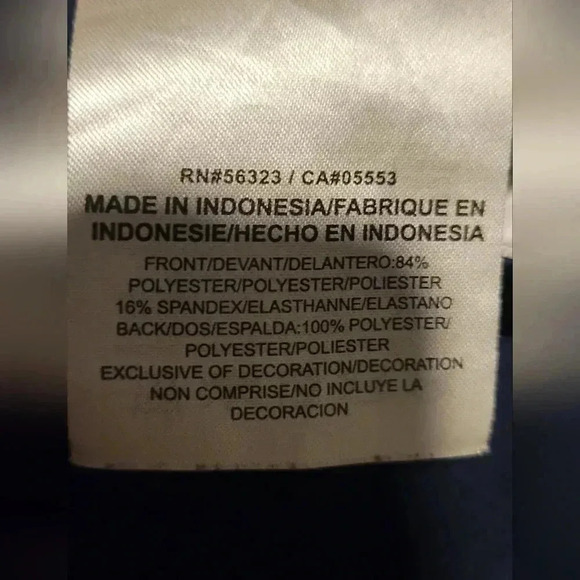 RN#56323 / CA#05553
MADE IN INDONESIA/FABRIQUE EN
INDONESIE/HECHO EN INDONESIA
FRONT/DEVANT/DELANTERO:84%
POLYESTER/POLYESTER/POLIESTER
16% SPANDEX/ELASTHANNE/ELASTANO
BACK/DOS/ESPALDA:100% POLYESTER/
POLYESTER/POLIESTER
EXCLUSIVE OF DECORATION/DECORATION
NON COMPRISE/NO INCLUYE LA
DECORACION